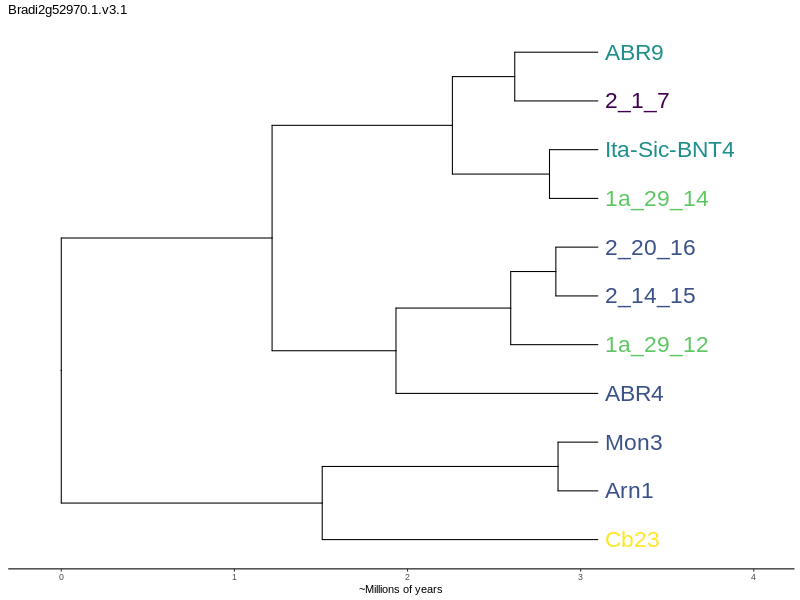 Bradi2g52970.1.v3.1
ABR9
2_1_7
Ita-Sic-BNT4
1a_29_14
2_20_16
2_14_15
1a_29_12
ABR4
Mon3
Arn1
Cb23
0 1 2 3 4
~Millions of years